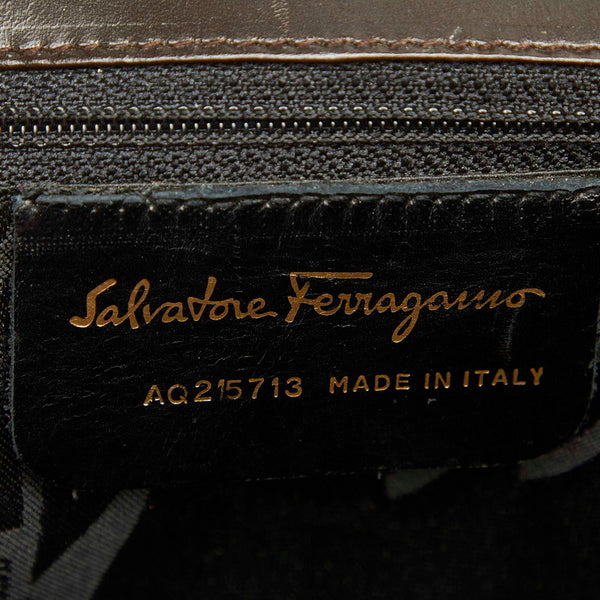 Salvatore Ferragamo
AQ215713 MADE IN ITALY